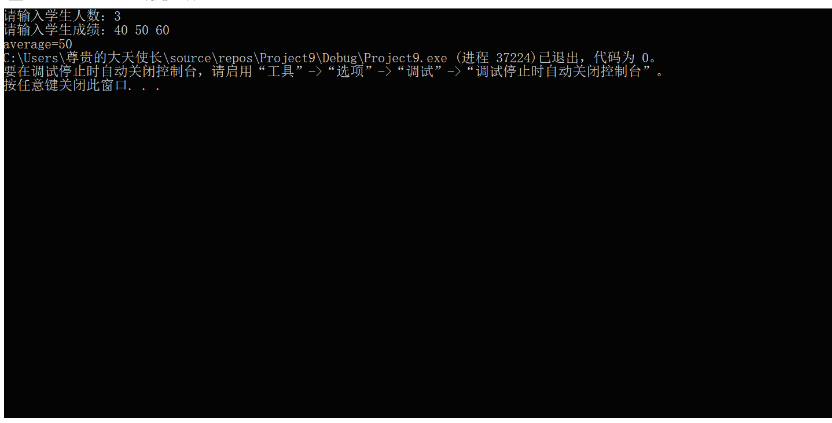 请输入学生人数：3
请输入学生成绩：40 50 60
average=50
C:\Users\尊贵的大天使长\source\repos\Project9\Debug\Project9.exe (进程 37224)已退出，代码为 0。
要在调试停止时自动关闭控制台，请启用“工具”->“选项”->“调试”->“调试停止时自动关闭控制台”。
按任意键关闭此窗口. . .